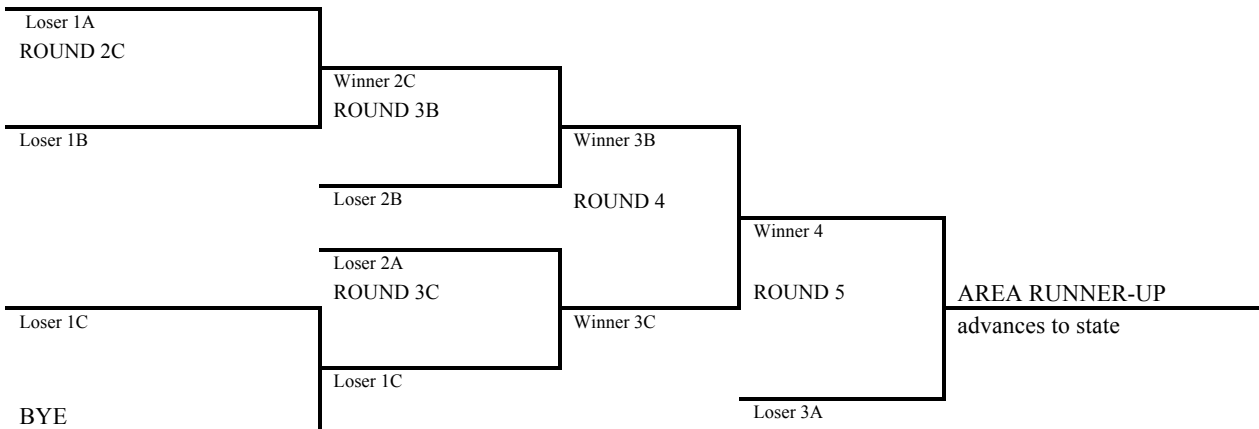 Loser 1A
ROUND 2C
Winner 2C
ROUND 3B
Loser 1B
Winner 3B
Loser 2B
ROUND 4
Winner 4
Loser 2A
ROUND 3C
ROUND 5
AREA RUNNER-UP
Loser 1C
Winner 3C
advances to state
Loser 1C
BYE
Loser 3A